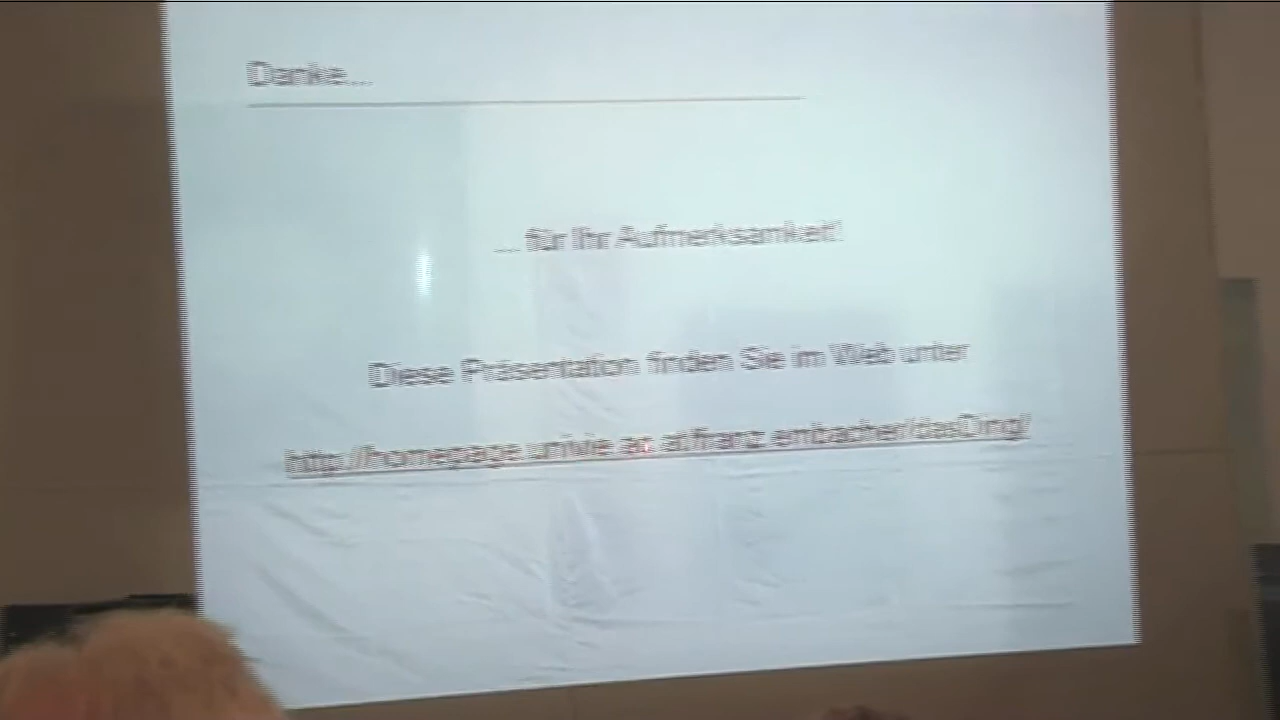 Danke...
... für Ihr Aufmerksamkeit!
Diese Präsentation finden Sie im Web unter
http://homepage.univie.ac.at/franz.embacher/dasDing/